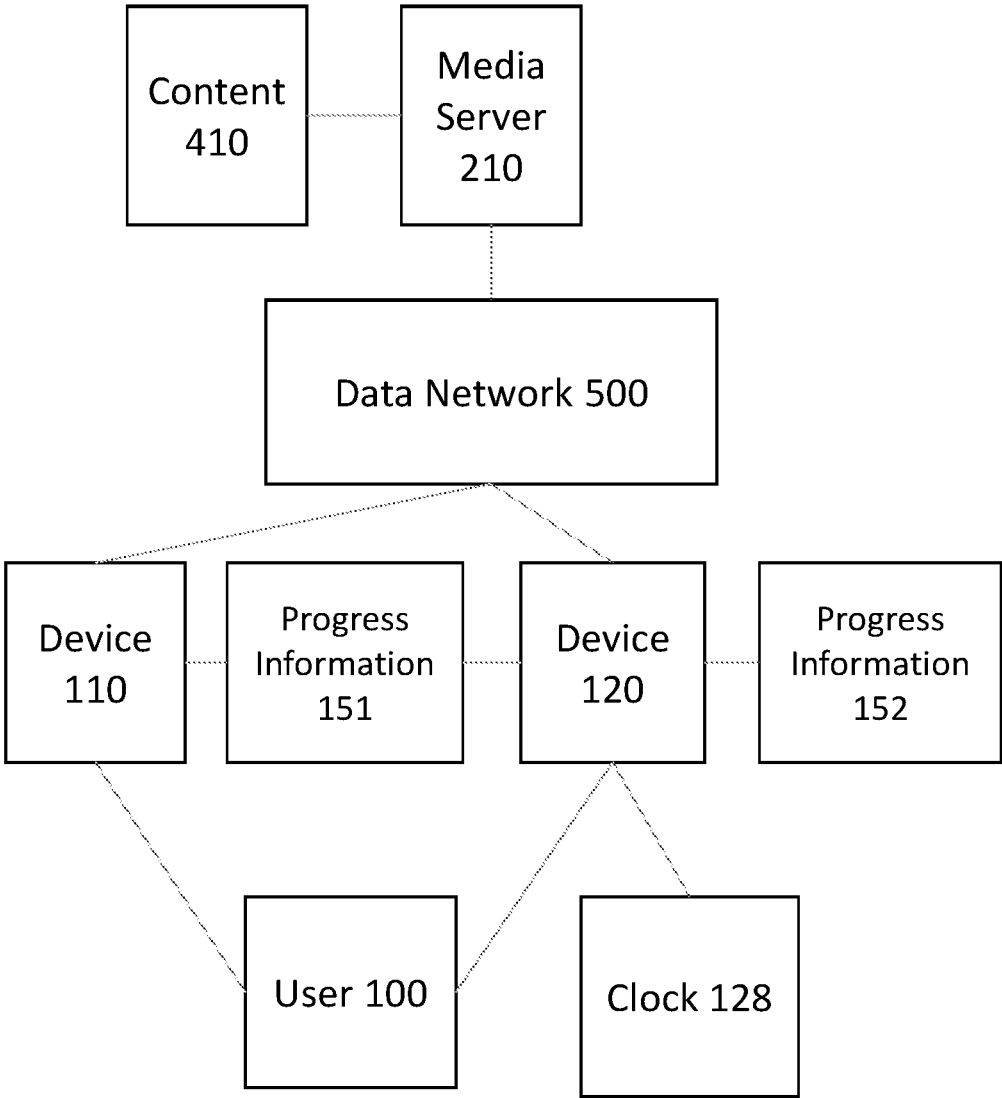 Content
410
Media
Server
210
Data Network 500
Device
110
Progress
Information
151
Device
120
Progress
Information
152
User 100
Clock 128